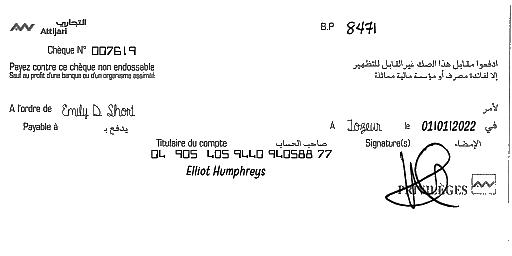 التجاري
Attijari
B.P 8471
Chèque N° 007619
Payez contre ce chèque non endossable
Sauf au profit d'une banque ou d'un organisme assimilé
ادفعوا مقابل هذا الصك غير القابل للتظهير
إلا لفائدة مصرف أو مؤسسة مالية مماثلة
A l'ordre de Emily D. Short لأمر
Payable à يدفع بـ
A Tozeur le 01/01/2022 في
Titulaire du compte صاحب الحساب Signature(s) الإمضاء
04 905 405 9440 940588 77
Elliot Humphreys
PRIVILÈGES